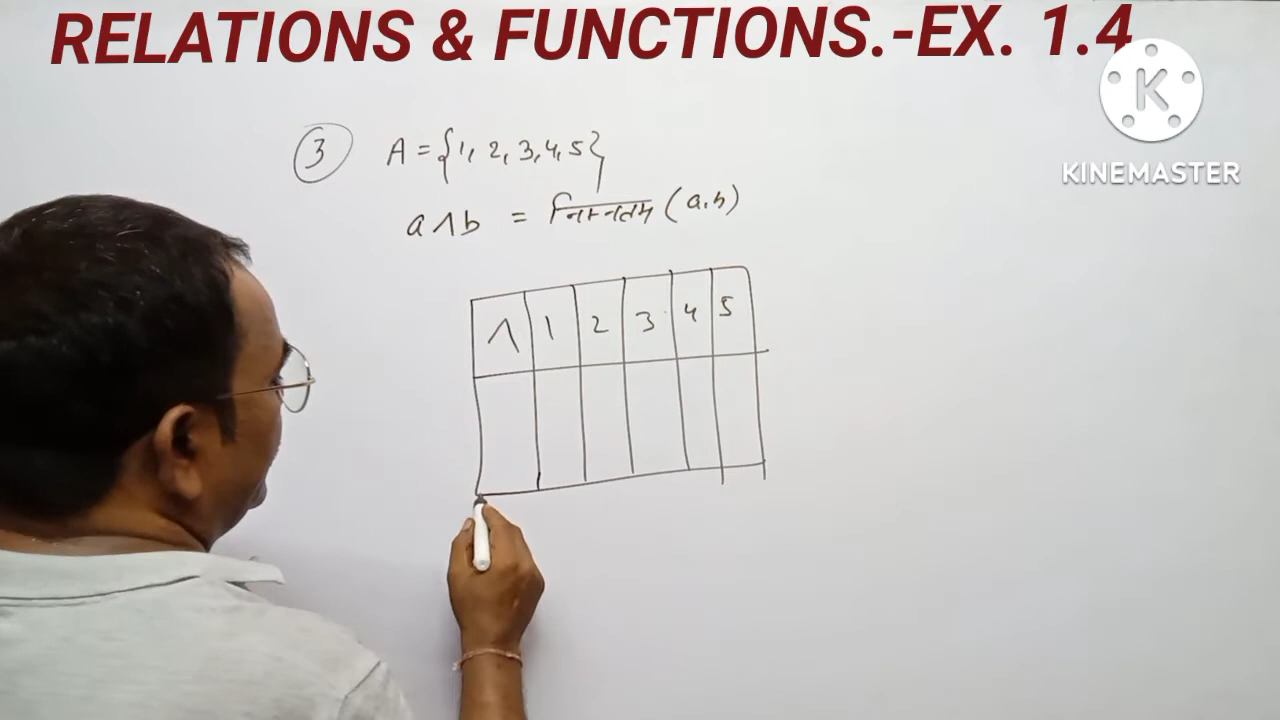 RELATIONS & FUNCTIONS.-EX. 1.4
K
KINEMASTER
3 A = {1, 2, 3, 4, 5}
a ∧ b = निम्नतम (a, b)
∧ 1 2 3 4 5